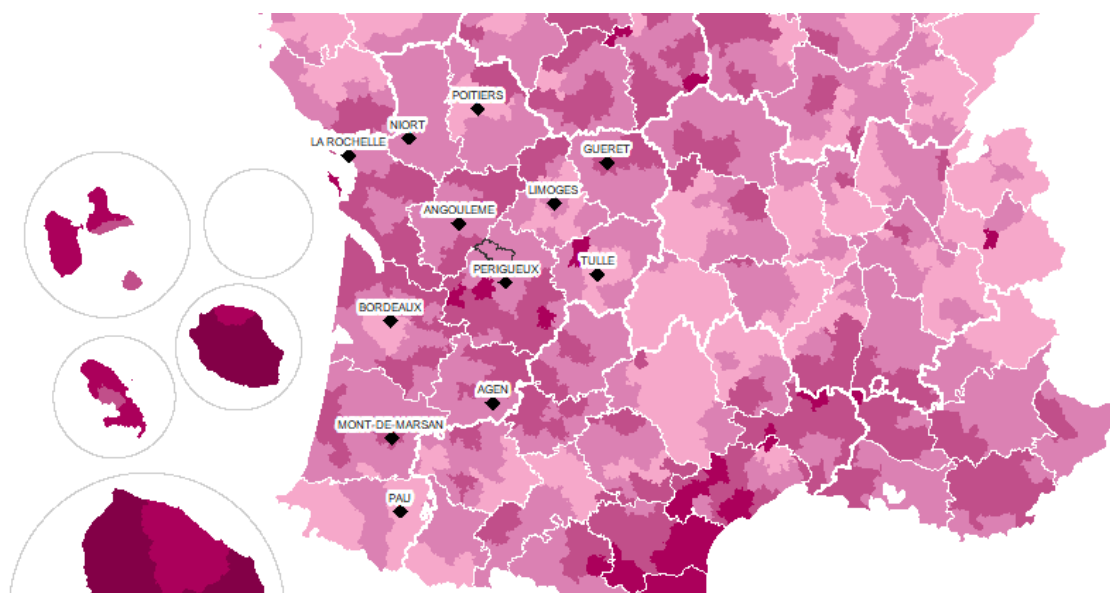 POITIERS
NIORT
LA ROCHELLE
GUERET
LIMOGES
ANGOULEME
PERIGUEUX
TULLE
BORDEAUX
AGEN
MONT-DE-MARSAN
PAU